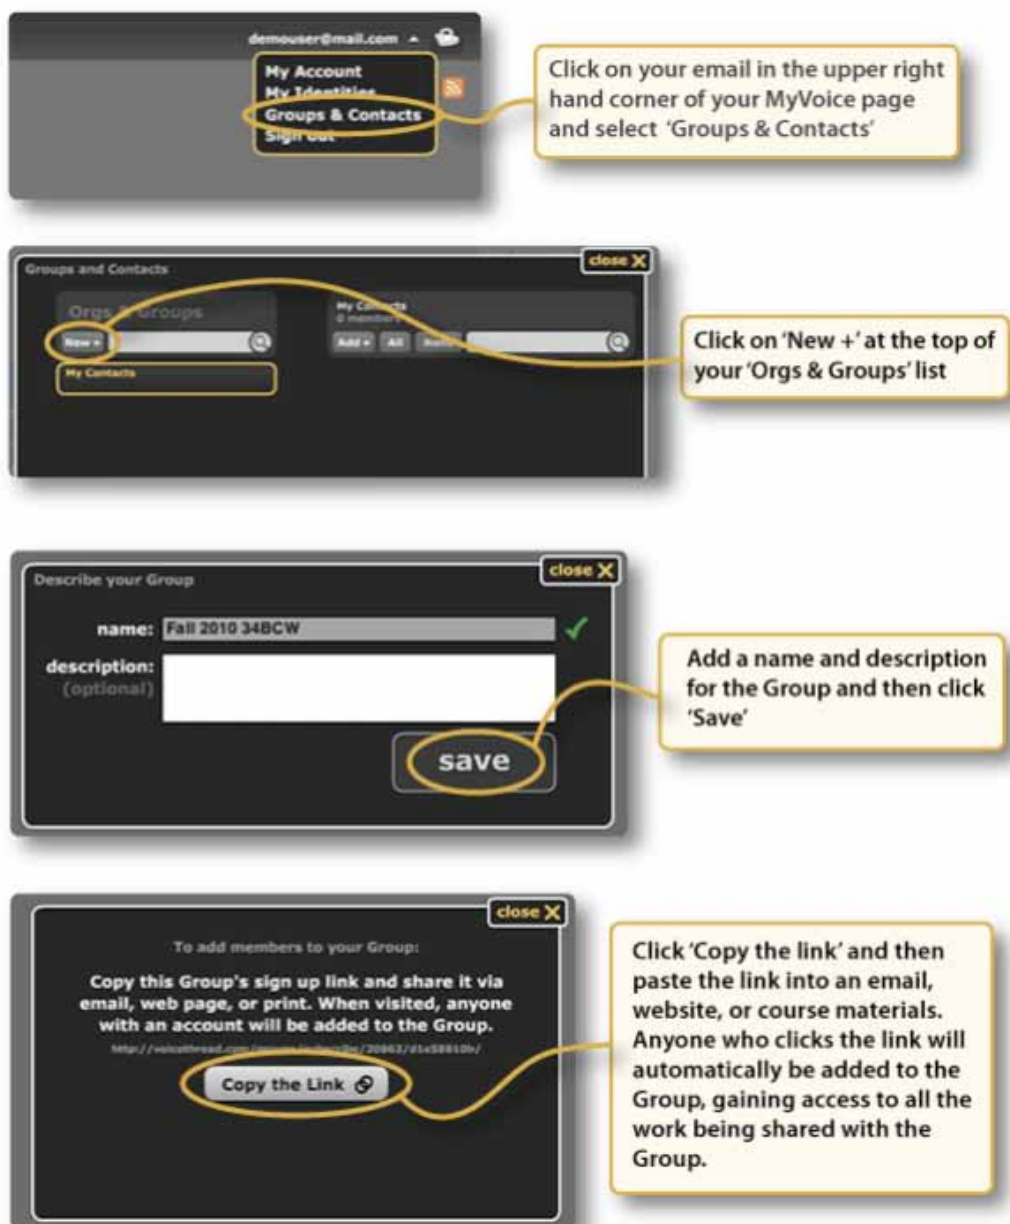 demouser@mail.com
My Account
My Identities
Groups & Contacts
Sign out
Click on your email in the upper right
hand corner of your MyVoice page
and select 'Groups & Contacts'
close X
Groups and Contacts
Orgs & Groups
New +
My Contacts
My Contacts
0 members
Add +
All
Click on 'New +' at the top of
your 'Orgs & Groups' list
close X
Describe your Group
name:
Fall 2010 34BCW
description:
(optional)
save
Add a name and description
for the Group and then click
'Save'
close X
To add members to your Group:
Copy this Group's sign up link and share it via
email, web page, or print. When visited, anyone
with an account will be added to the Group.
Copy the Link
Click 'Copy the link' and then
paste the link into an email,
website, or course materials.
Anyone who clicks the link will
automatically be added to the
Group, gaining access to all the
work being shared with the
Group.